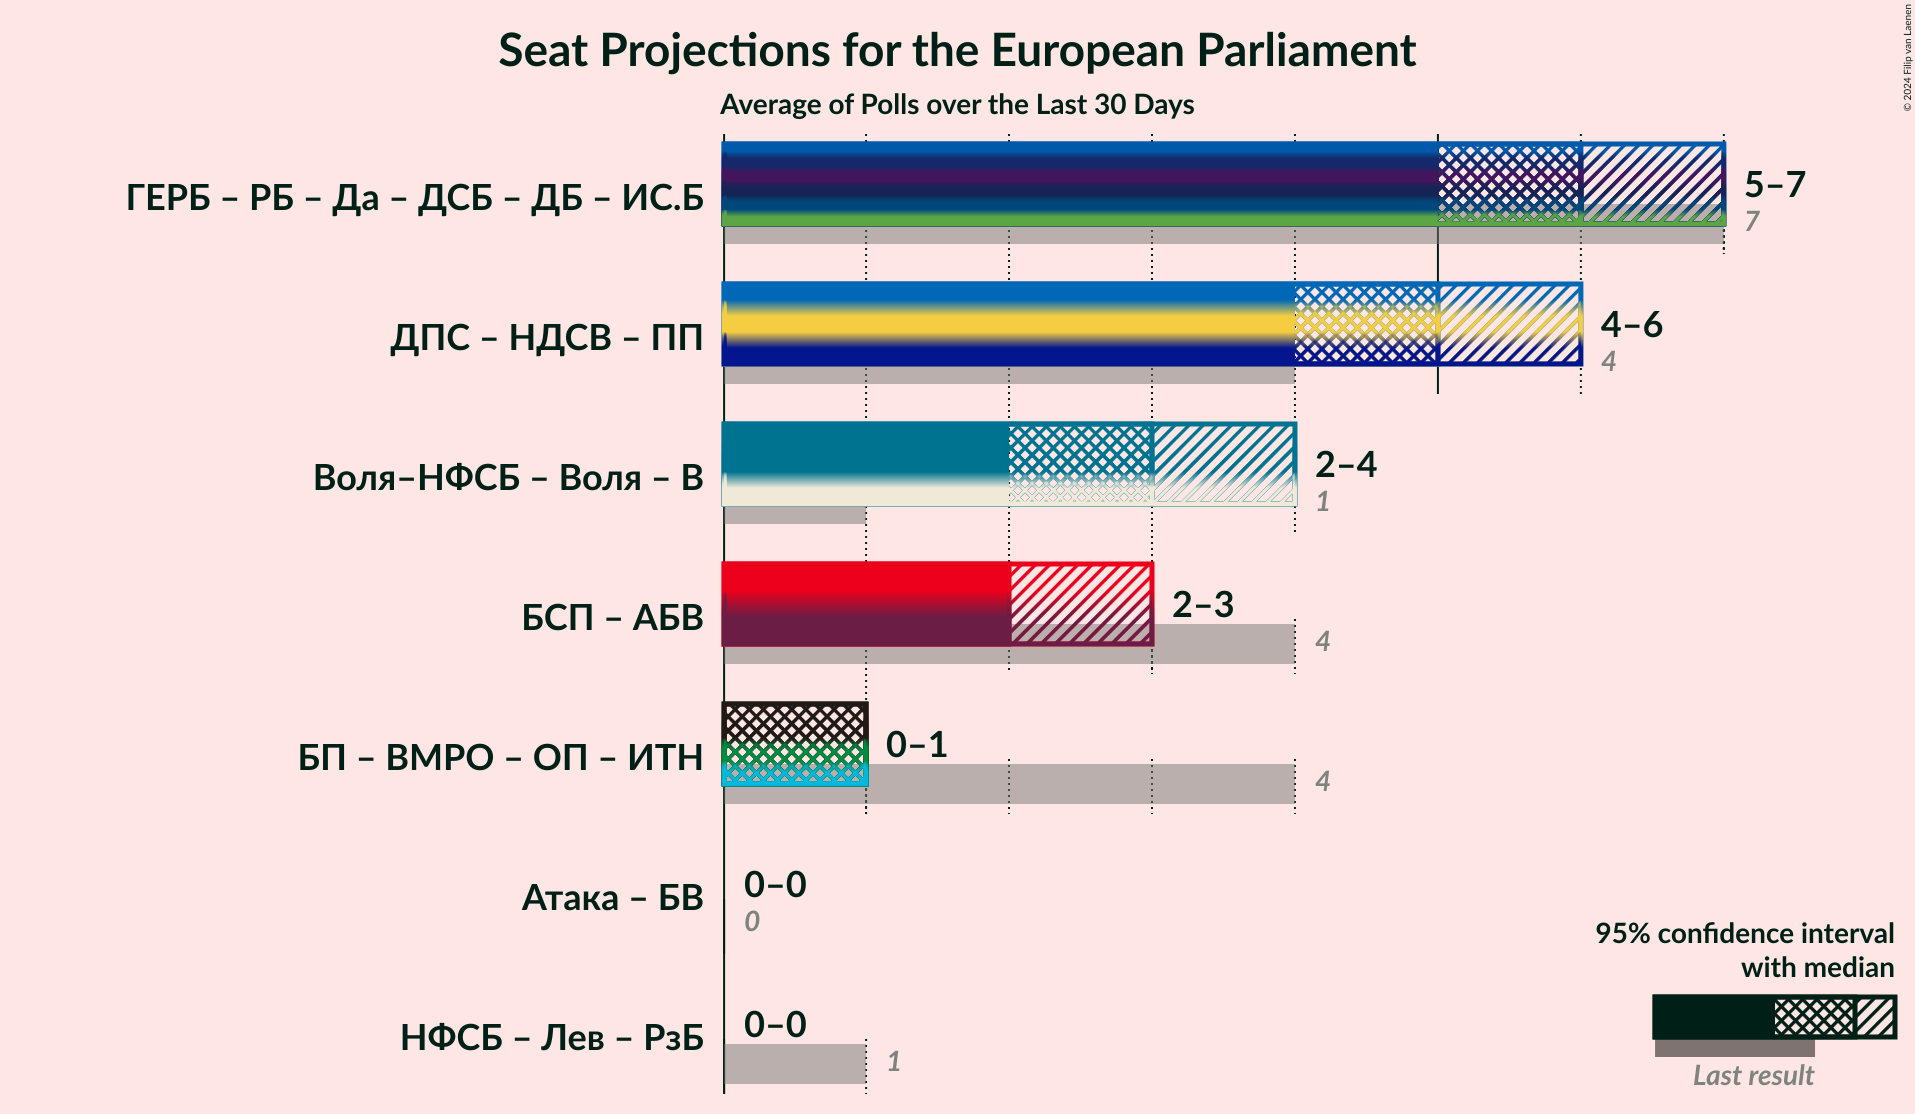 Seat Projections for the European Parliament
Average of Polls over the Last 30 Days
© 2024 Filip van Laenen
ГЕРБ – РБ – Да – ДСБ – ДБ – ИС.Б
5–7
7
ДПС – НДСВ – ПП
4–6
4
Воля–НФСБ – Воля – В
2–4
1
БСП – АБВ
2–3
4
БП – ВМРО – ОП – ИТН
0–1
4
Атака – БВ
0–0
0
НФСБ – Лев – РзБ
0–0
1
95% confidence interval
with median
Last result